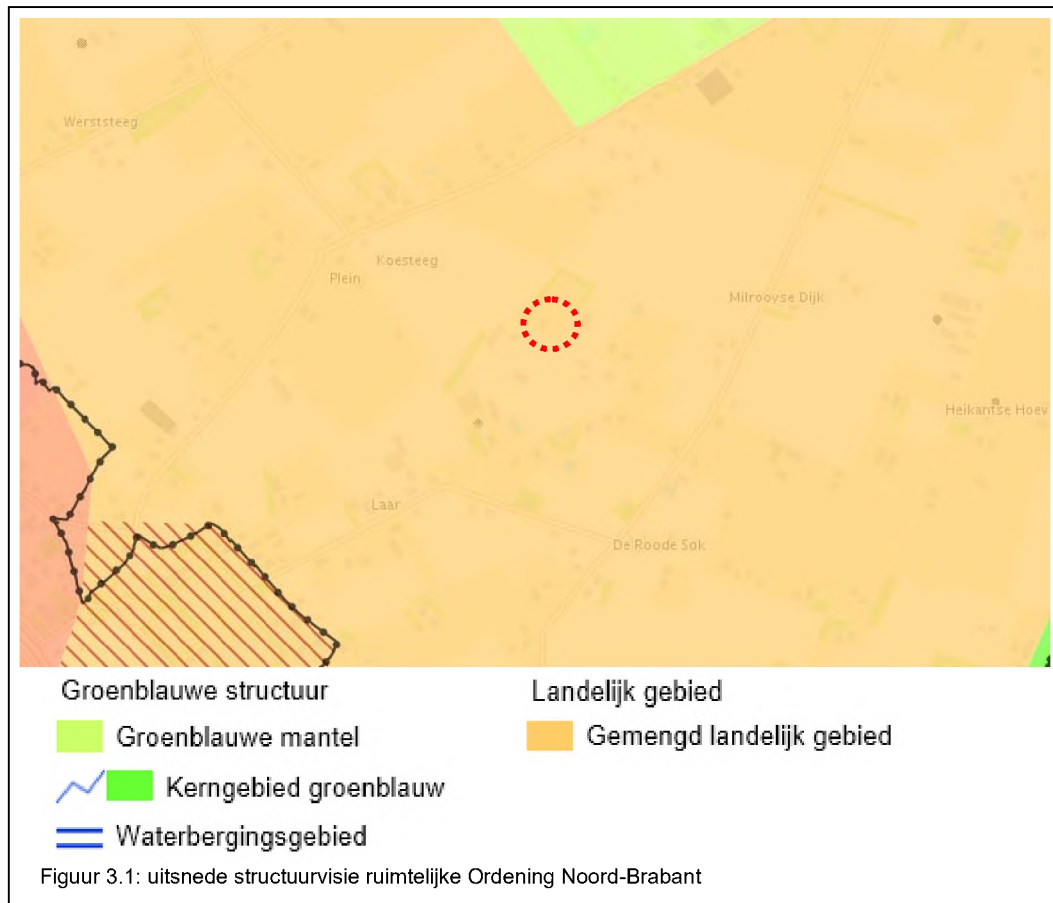 Werststeeg
Koesteeg
Plein
Milroovse Dijk
Heikantse Hoev
Laar
De Roode Sok
Groenblauwe structuur
Landelijk gebied
Groenblauwe mantel
Gemengd landelijk gebied
Kerngebied groenblauw
Waterbergingsgebied
Figuur 3.1: uitsnede structuurvisie ruimtelijke Ordening Noord-Brabant